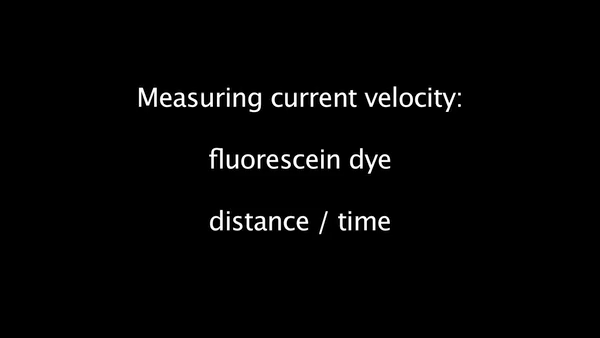 Measuring current velocity:
fluorescein dye
distance / time